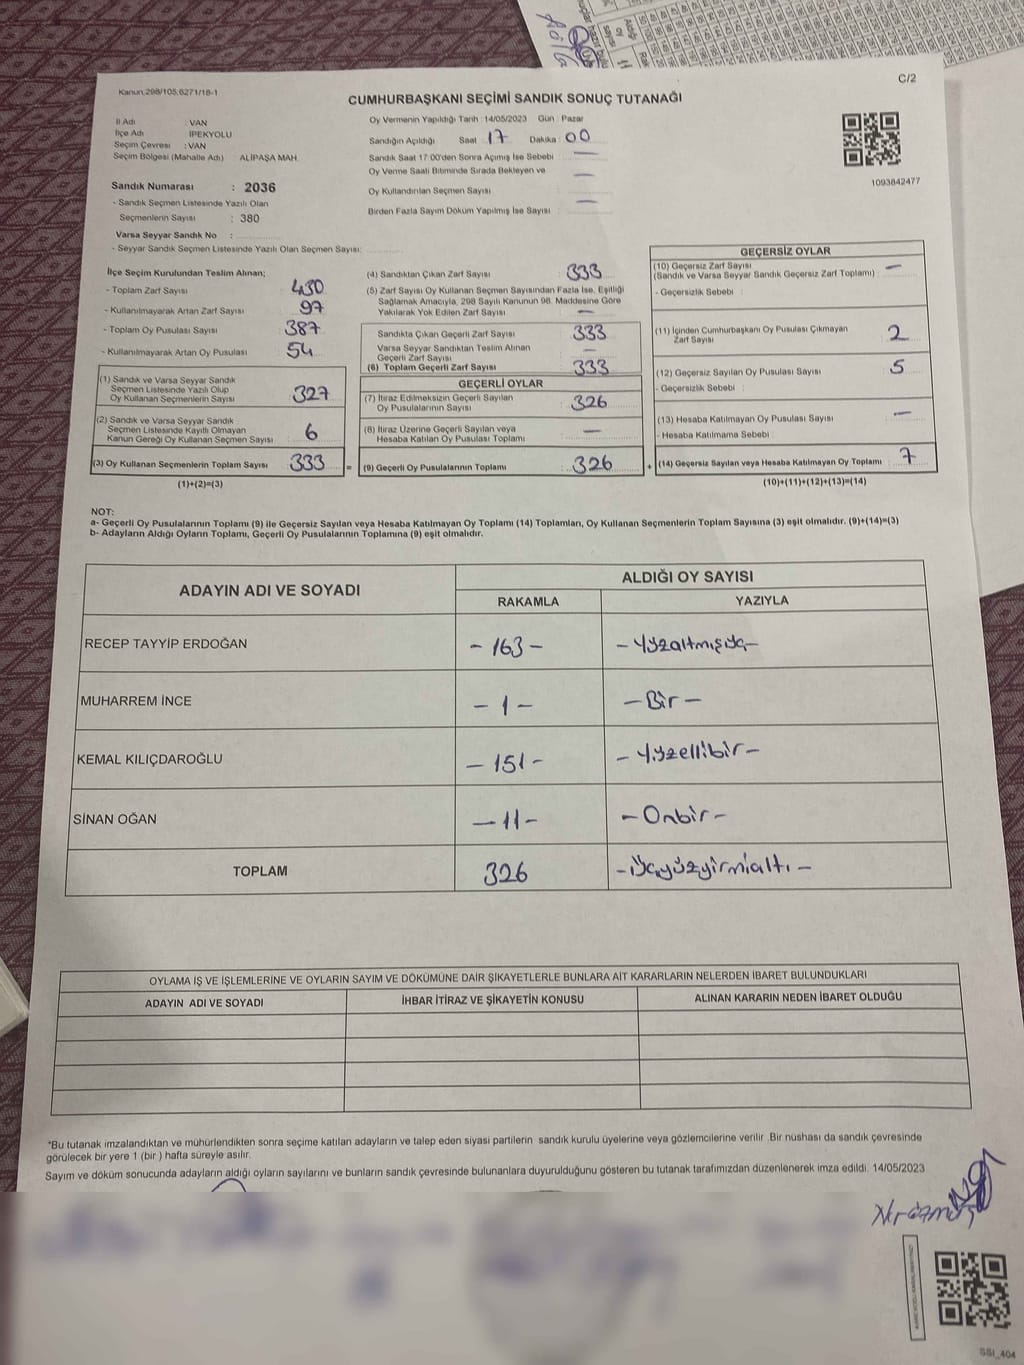 C/2
Kanun.298/105,6271/18-1
CUMHURBAŞKANI SEÇİMİ SANDIK SONUÇ TUTANAĞI
İl Adı : VAN
İlçe Adı : İPEKYOLU
Seçim Çevresi : VAN
Seçim Bölgesi (Mahalle Adı) : ALİPAŞA MAH.
Sandık Numarası : 2036
- Sandık Seçmen Listesinde Yazılı Olan
Seçmenlerin Sayısı : 380
Varsa Seyyar Sandık No :
- Seyyar Sandık Seçmen Listesinde Yazılı Olan Seçmen Sayısı:
Oy Vermenin Yapıldığı Tarih :14/05/2023 Gün : Pazar
Sandığın Açıldığı Saat 17 Dakika : 00
Sandık Saat 17:00'den Sonra Açımış İse Sebebi —
Oy Verme Saati Bitiminde Sırada Bekleyen ve —
Oy Kullandırılan Seçmen Sayısı
Birden Fazla Sayım Döküm Yapılmış İse Sayısı —
1093842477
İlçe Seçim Kurulundan Teslim Alınan;
- Toplam Zarf Sayısı 430
- Kullanılmayarak Artan Zarf Sayısı 97
- Toplam Oy Pusulası Sayısı 387
- Kullanılmayarak Artan Oy Pusulası 54
(1) Sandık ve Varsa Seyyar Sandık
Seçmen Listesinde Yazılı Olup
Oy Kullanan Seçmenlerin Sayısı 327
(2) Sandık ve Varsa Seyyar Sandık
Seçmen Listesinde Kayıtlı Olmayan
Kanun Gereği Oy Kullanan Seçmen Sayısı 6
(3) Oy Kullanan Seçmenlerin Toplam Sayısı 333 =
(1)+(2)=(3)
(4) Sandıktan Çıkan Zarf Sayısı 333
(5) Zarf Sayısı Oy Kullanan Seçmen Sayısından Fazla İse, Eşitliği
Sağlamak Amacıyla, 298 Sayılı Kanunun 98. Maddesine Göre
Yakılarak Yok Edilen Zarf Sayısı —
Sandıkta Çıkan Geçerli Zarf Sayısı 333
Varsa Seyyar Sandıktan Teslim Alınan
Geçerli Zarf Sayısı —
(6) Toplam Geçerli Zarf Sayısı 333
GEÇERLİ OYLAR
(7) İtiraz Edilmeksizin Geçerli Sayılan
Oy Pusulalarının Sayısı 326
(8) İtiraz Üzerine Geçerli Sayılan veya
Hesaba Katılan Oy Pusulası Toplamı —
(9) Geçerli Oy Pusulalarının Toplamı 326 +
GEÇERSİZ OYLAR
(10) Geçersiz Zarf Sayısı
(Sandık ve Varsa Seyyar Sandık Geçersiz Zarf Toplamı) : —
- Geçersizlik Sebebi :
(11) İçinden Cumhurbaşkanı Oy Pusulası Çıkmayan
Zarf Sayısı 2
(12) Geçersiz Sayılan Oy Pusulası Sayısı 5
- Geçersizlik Sebebi :
(13) Hesaba Katılmayan Oy Pusulası Sayısı —
- Hesaba Katılmama Sebebi
(14) Geçersiz Sayılan veya Hesaba Katılmayan Oy Toplamı 7
(10)+(11)+(12)+(13)=(14)
NOT:
a- Geçerli Oy Pusulalarının Toplamı (9) ile Geçersiz Sayılan veya Hesaba Katılmayan Oy Toplamı (14) Toplamları, Oy Kullanan Seçmenlerin Toplam Sayısına (3) eşit olmalıdır. (9)+(14)=(3)
b- Adayların Aldığı Oyların Toplamı, Geçerli Oy Pusulalarının Toplamına (9) eşit olmalıdır.
ADAYIN ADI VE SOYADI
ALDIĞI OY SAYISI
RAKAMLA YAZIYLA
RECEP TAYYİP ERDOĞAN -163- -Yüzaltmışüç-
MUHARREM İNCE -1- -Bir-
KEMAL KILIÇDAROĞLU -151- -Yüzellibir-
SİNAN OĞAN -11- -Onbir-
TOPLAM 326 -Üçyüzyirmialtı-
OYLAMA İŞ VE İŞLEMLERİNE VE OYLARIN SAYIM VE DÖKÜMÜNE DAİR ŞİKAYETLERLE BUNLARA AİT KARARLARIN NELERDEN İBARET BULUNDUKLARI
ADAYIN ADI VE SOYADI İHBAR İTİRAZ VE ŞİKAYETİN KONUSU ALINAN KARARIN NEDEN İBARET OLDUĞU
*Bu tutanak imzalandıktan ve mühürlendikten sonra seçime katılan adayların ve talep eden siyasi partilerin sandık kurulu üyelerine veya gözlemcilerine verilir .Bir nüshası da sandık çevresinde
görülecek bir yere 1 (bir ) hafta süreyle asılır.
Sayım ve döküm sonucunda adayların aldığı oyların sayılarını ve bunların sandık çevresinde bulunanlara duyurulduğunu gösteren bu tutanak tarafımızdan düzenlenerek imza edildi. 14/05/2023
SSI_404